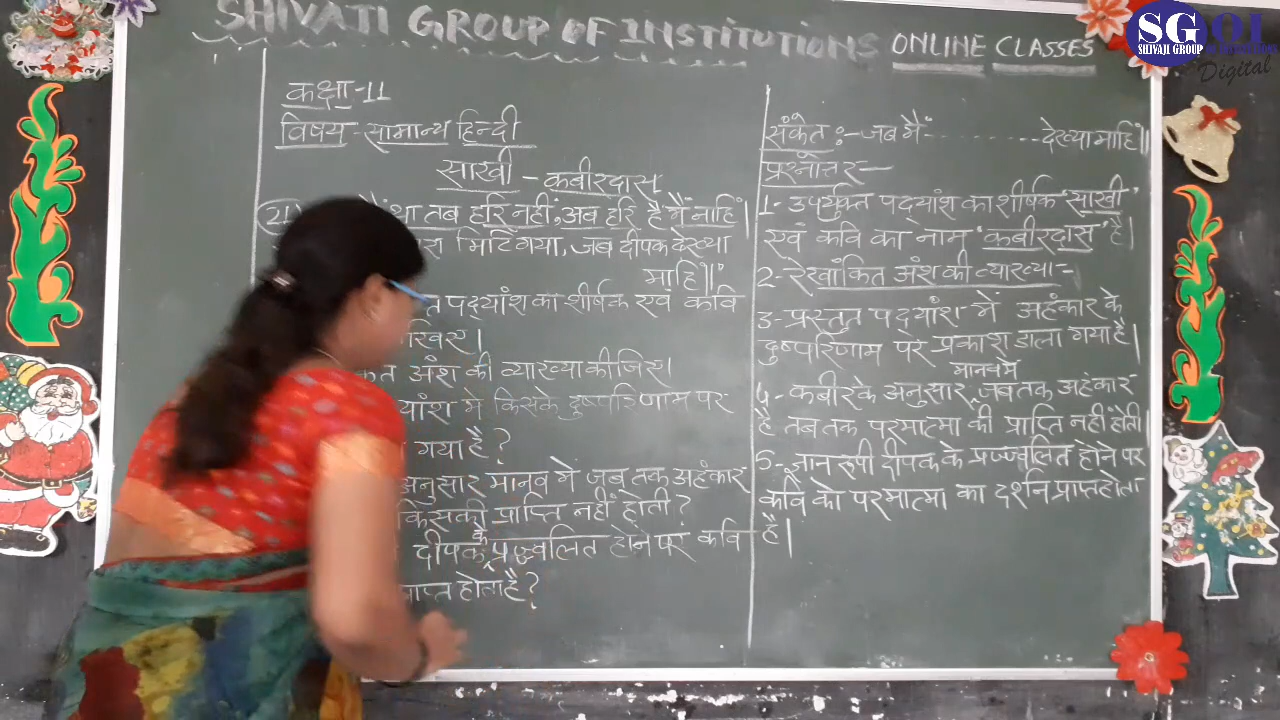 SHIVAJI GROUP OF INSTITUTIONS ONLINE CLASSES
SGOI
SHIVAJI GROUP OF INSTITUTIONS
Digital
कक्षा-11
विषय-सामान्य हिन्दी
साखी - कबीरदास
था तब हरि नहीं, अब हरि है मैं नाहिं।
मिटि गया, जब दीपक देख्या
माहिं॥"
पद्यांश का शीर्षक एवं कवि
अंश की व्याख्या कीजिए।
में किसके दुष्परिणाम पर
गया है ?
अनुसार मानव में जब तक अहंकार
किसकी प्राप्ति नहीं होती ?
दीपक के प्रज्ज्वलित होने पर कवि
होता है ?
संकेत :- जब मैं ---------- देख्या माहिं॥
प्रश्नोत्तर-
1- उपर्युक्त पद्यांश का शीर्षक 'साखी'
एवं कवि का नाम 'कबीरदास' है।
2- रेखांकित अंश की व्याख्या-
3- प्रस्तुत पद्यांश में अहंकार के
दुष्परिणाम पर प्रकाश डाला गया है।
4- कबीर के अनुसार, मानव में जब तक अहंकार
है तब तक परमात्मा की प्राप्ति नहीं होती।
5- ज्ञान रूपी दीपक के प्रज्ज्वलित होने पर
कवि को परमात्मा का दर्शन प्राप्त होता
है।